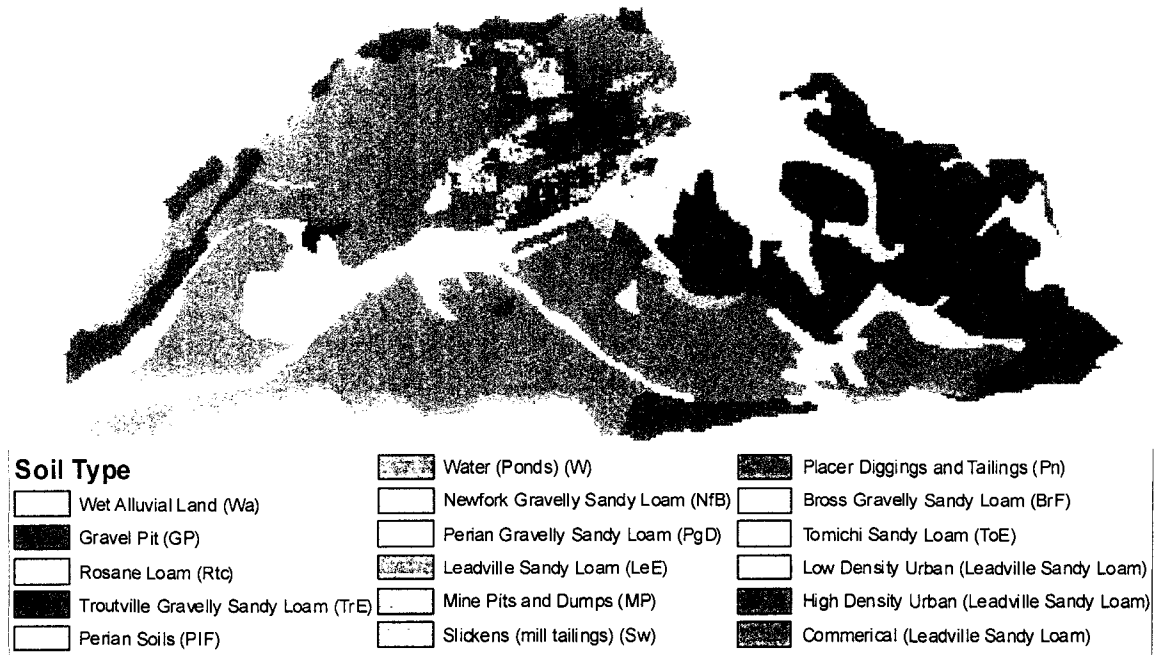 Soil Type
Wet Alluvial Land (Wa)
Gravel Pit (GP)
Rosane Loam (Rtc)
Troutville Gravelly Sandy Loam (TrE)
Perian Soils (PIF)
Water (Ponds) (W)
Newfork Gravelly Sandy Loam (NfB)
Perian Gravelly Sandy Loam (PgD)
Leadville Sandy Loam (LeE)
Mine Pits and Dumps (MP)
Slickens (mill tailings) (Sw)
Placer Diggings and Tailings (Pn)
Bross Gravelly Sandy Loam (BrF)
Tomichi Sandy Loam (ToE)
Low Density Urban (Leadville Sandy Loam)
High Density Urban (Leadville Sandy Loam)
Commerical (Leadville Sandy Loam)